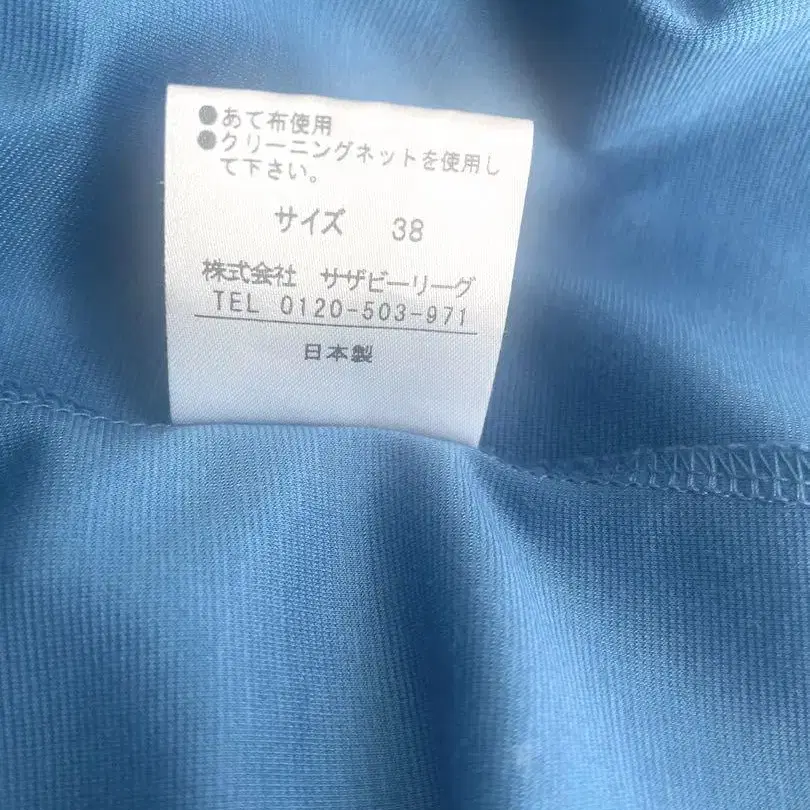 ●あて布使用
●クリーニングネットを使用し
て下さい。
サイズ 38
株式会社 サザビーリーグ
TEL 0120-503-971
日本製